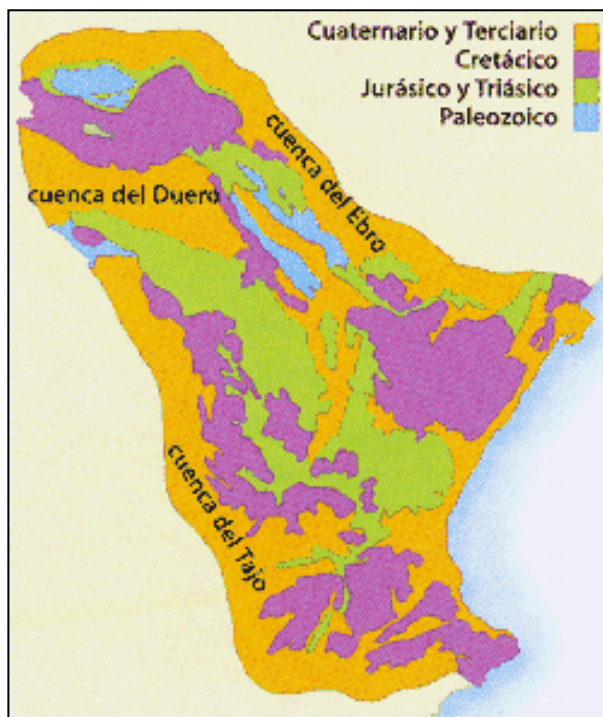 Cuaternario y Terciario
Cretácico
Jurásico y Triásico
Paleozoico
cuenca del Duero
cuenca del Ebro
cuenca del Tajo